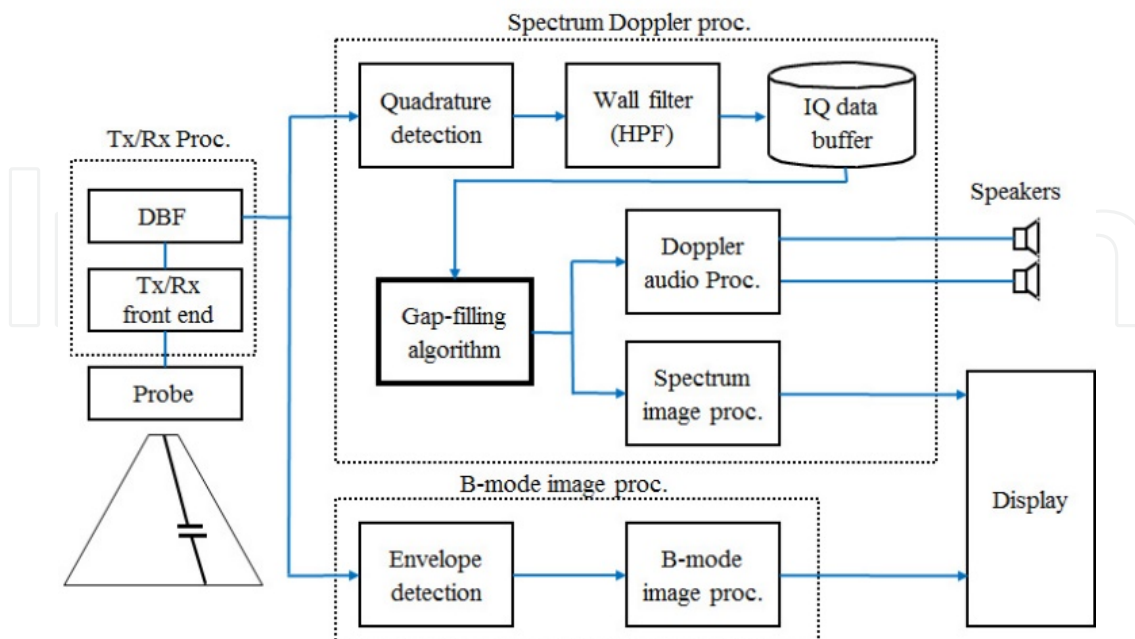 Spectrum Doppler proc.
Quadrature
detection
Wall filter
(HPF)
IQ data
buffer
Tx/Rx Proc.
DBF
Tx/Rx
front end
Probe
Gap-filling
algorithm
Doppler
audio Proc.
Spectrum
image proc.
Speakers
Display
B-mode image proc.
Envelope
detection
B-mode
image proc.